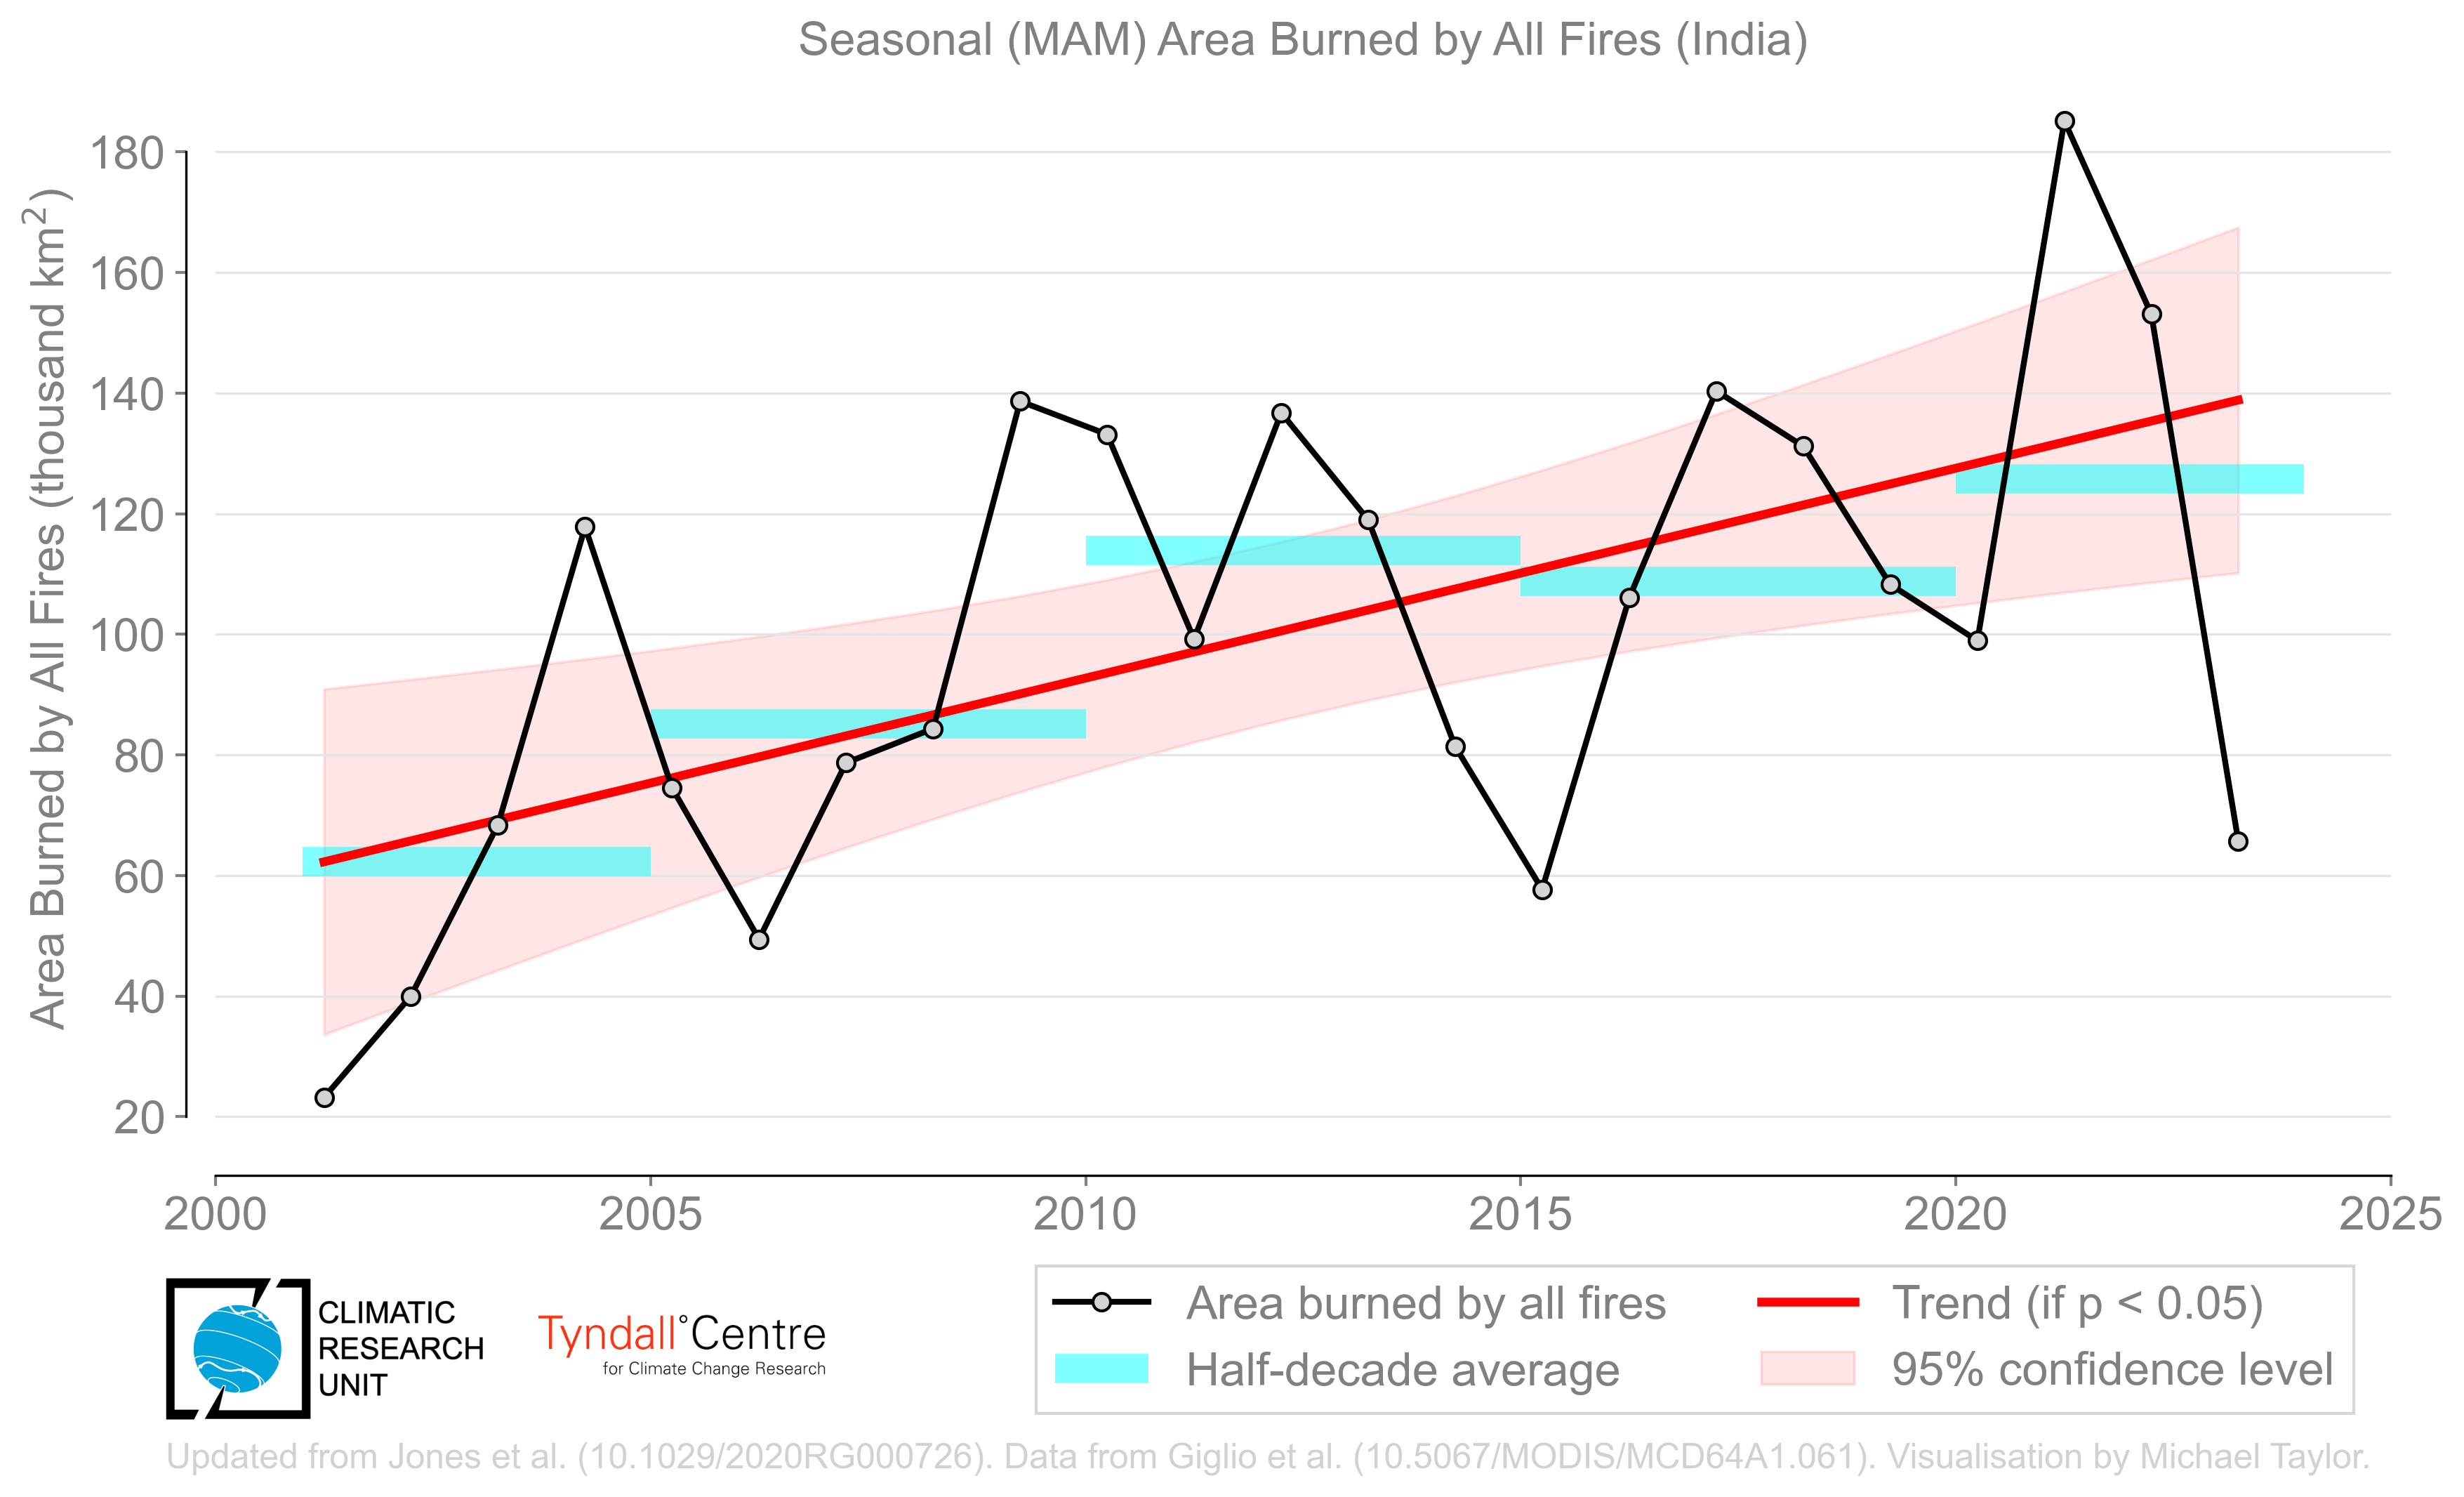 Seasonal (MAM) Area Burned by All Fires (India)
Area Burned by All Fires (thousand km²)
180
160
140
120
100
80
60
40
20
2000 2005 2010 2015 2020 2025
CLIMATIC
RESEARCH
UNIT
Tyndall°Centre
for Climate Change Research
Area burned by all fires
Half-decade average
Trend (if p < 0.05)
95% confidence level
Updated from Jones et al. (10.1029/2020RG000726). Data from Giglio et al. (10.5067/MODIS/MCD64A1.061). Visualisation by Michael Taylor.